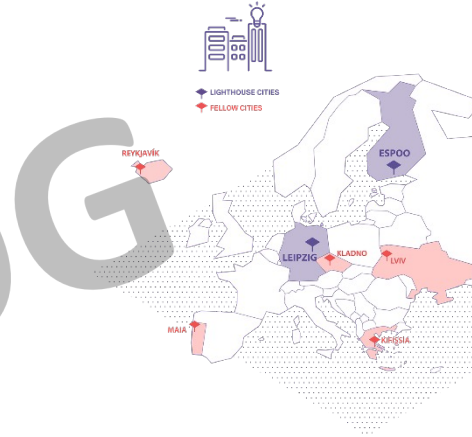 LIGHTHOUSE CITIES
FELLOW CITIES
REYKJAVÍK
ESPOO
LEIPZIG
KLADNO
LVIV
MAIA
KIFISSIA